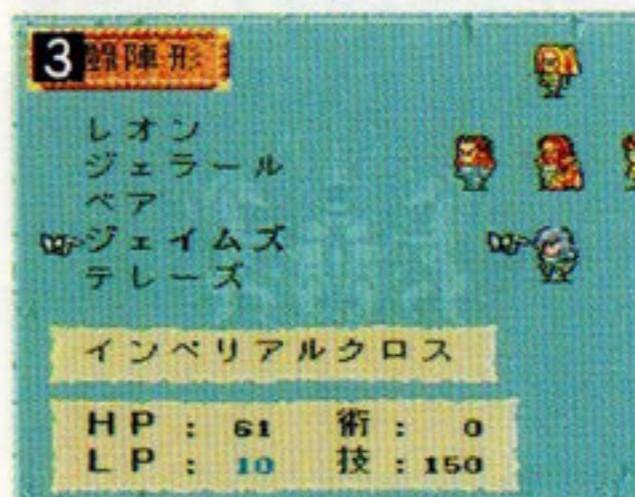 3
闘陣形
レオン
ジェラール
ベア
ジェイムズ
テレーズ
インペリアルクロス
HP: 61 術: 0
LP: 10 技:150